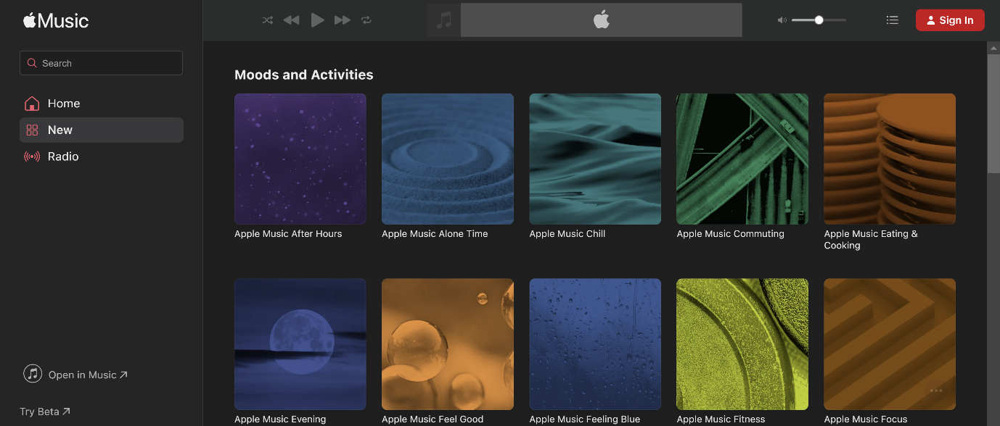 Music
Search
Home
New
Radio
Open in Music
Try Beta
Sign In
Moods and Activities
Apple Music After Hours
Apple Music Alone Time
Apple Music Chill
Apple Music Commuting
Apple Music Eating &
Cooking
Apple Music Evening
Apple Music Feel Good
Apple Music Feeling Blue
Apple Music Fitness
Apple Music Focus